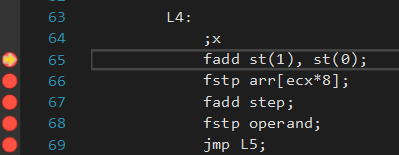 63 L4:
64 ;x
65 fadd st(1), st(0);
66 fstp arr[ecx*8];
67 fadd step;
68 fstp operand;
69 jmp L5;